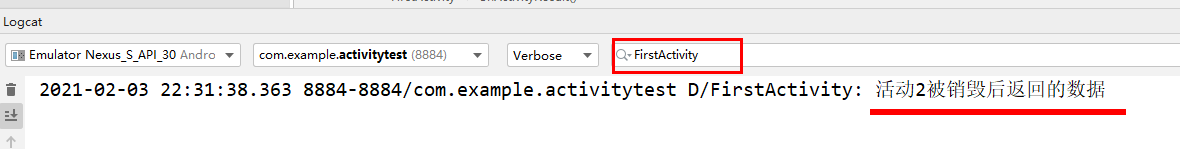 Logcat
Emulator Nexus_S_API_30 Andro
com.example.activitytest (8884)
Verbose
FirstActivity
2021-02-03 22:31:38.363 8884-8884/com.example.activitytest D/FirstActivity: 活动2被销毁后返回的数据